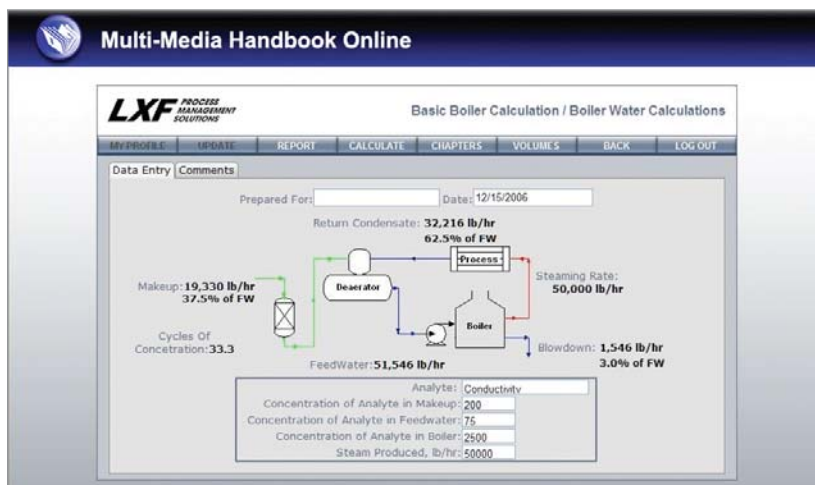 Multi-Media Handbook Online
LXF PROCESS MANAGEMENT SOLUTIONS
Basic Boiler Calculation / Boiler Water Calculations
MY PROFILE UPDATE REPORT CALCULATE CHAPTERS VOLUMES BACK LOG OUT
Data Entry Comments
Prepared For: Date: 12/15/2006
Return Condensate: 32,216 lb/hr
62.5% of FW
Process
Makeup: 19,330 lb/hr
37.5% of FW
Deaerator
Steaming Rate:
50,000 lb/hr
Boiler
Cycles Of
Concetration: 33.3
Blowdown: 1,546 lb/hr
3.0% of FW
FeedWater: 51,546 lb/hr
Analyte: Conductivity
Concentration of Analyte in Makeup: 200
Concentration of Analyte in Feedwater: 75
Concentration of Analyte in Boiler: 2500
Steam Produced, lb/hr: 50000